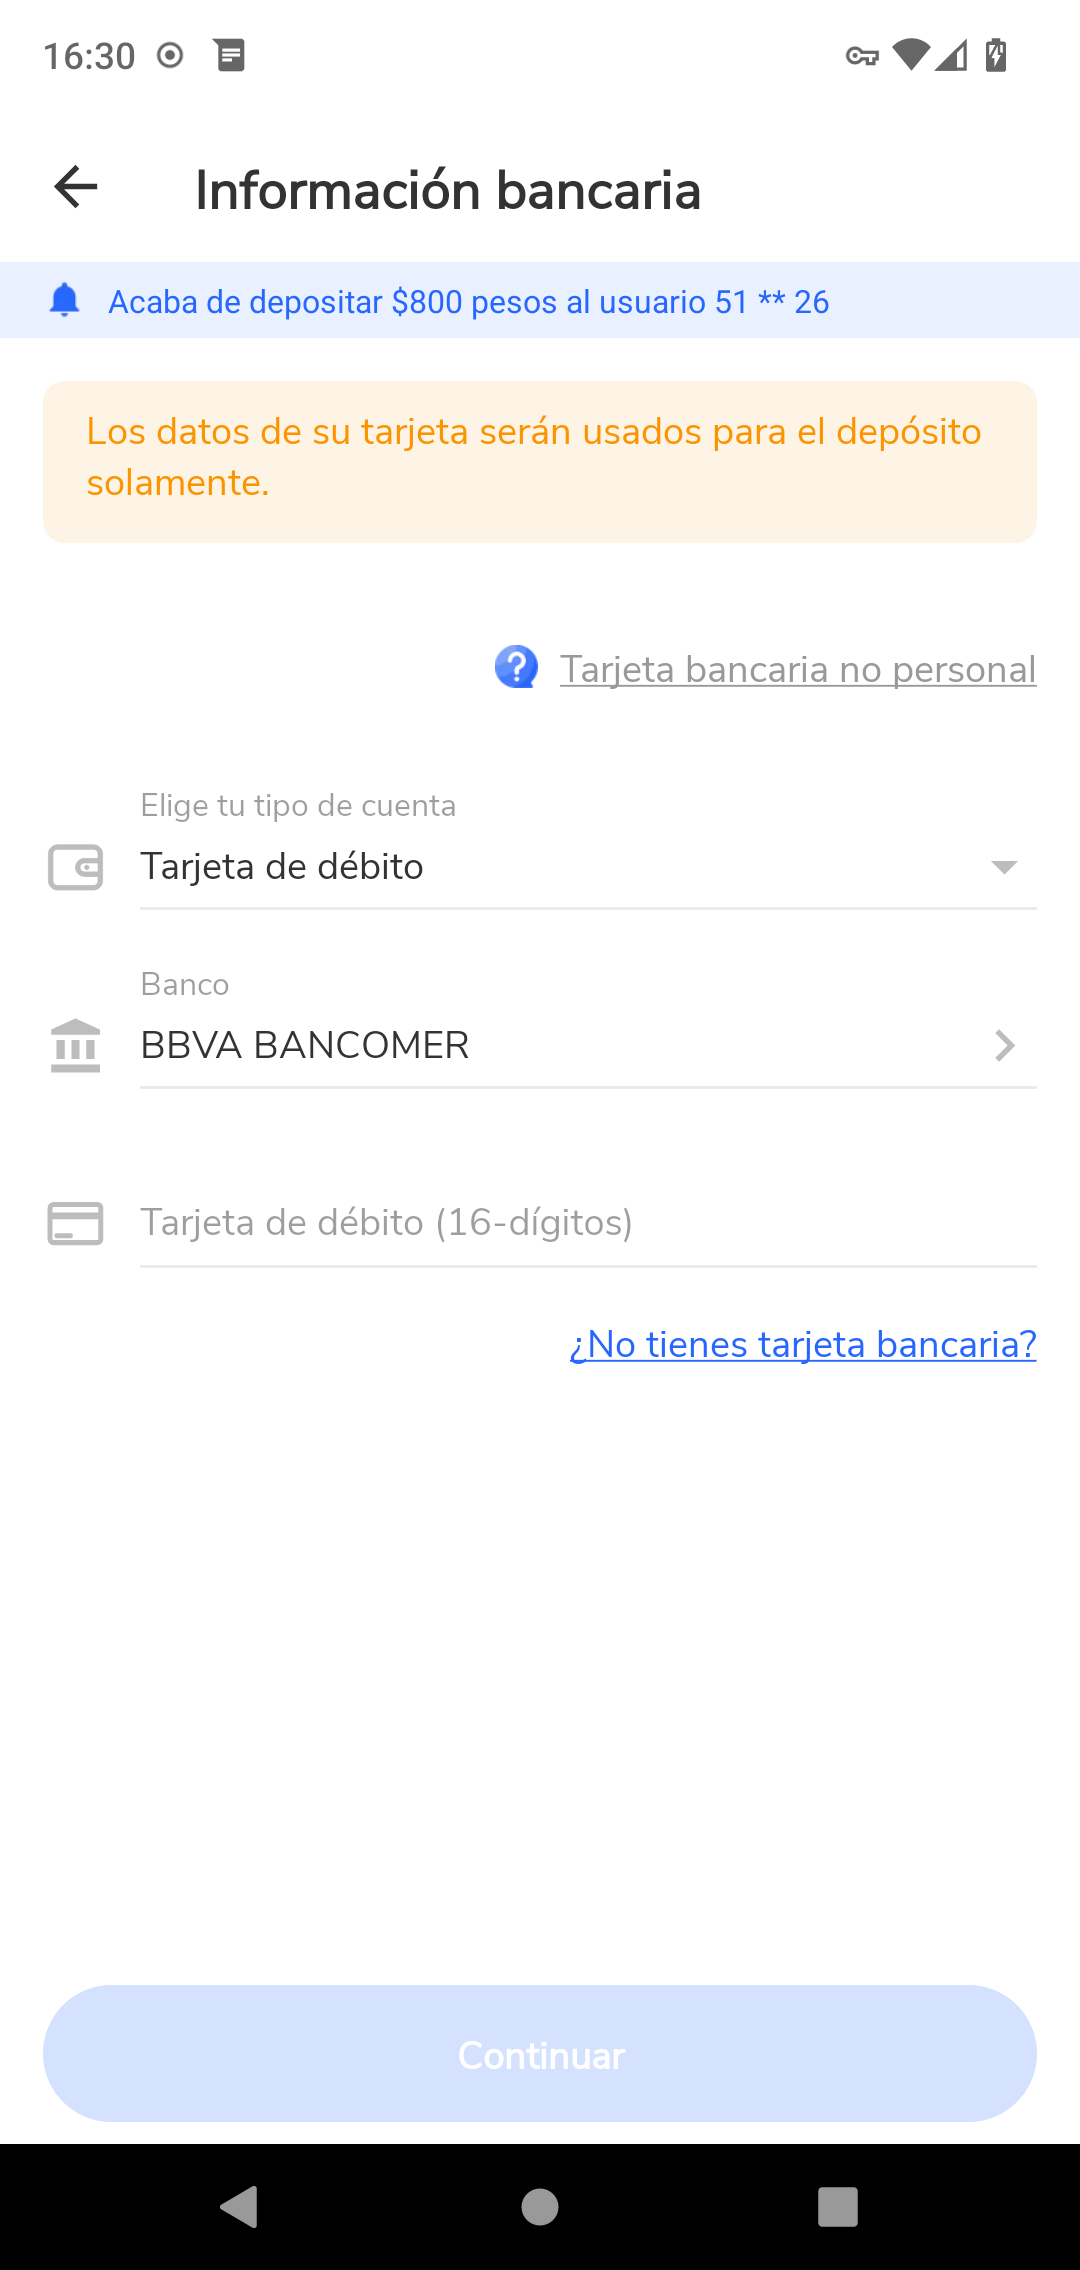 16:30
Información bancaria
Acaba de depositar $800 pesos al usuario 51 ** 26
Los datos de su tarjeta serán usados para el depósito
solamente.
Tarjeta bancaria no personal
Elige tu tipo de cuenta
Tarjeta de débito
Banco
BBVA BANCOMER
Tarjeta de débito (16-dígitos)
¿No tienes tarjeta bancaria?
Continuar